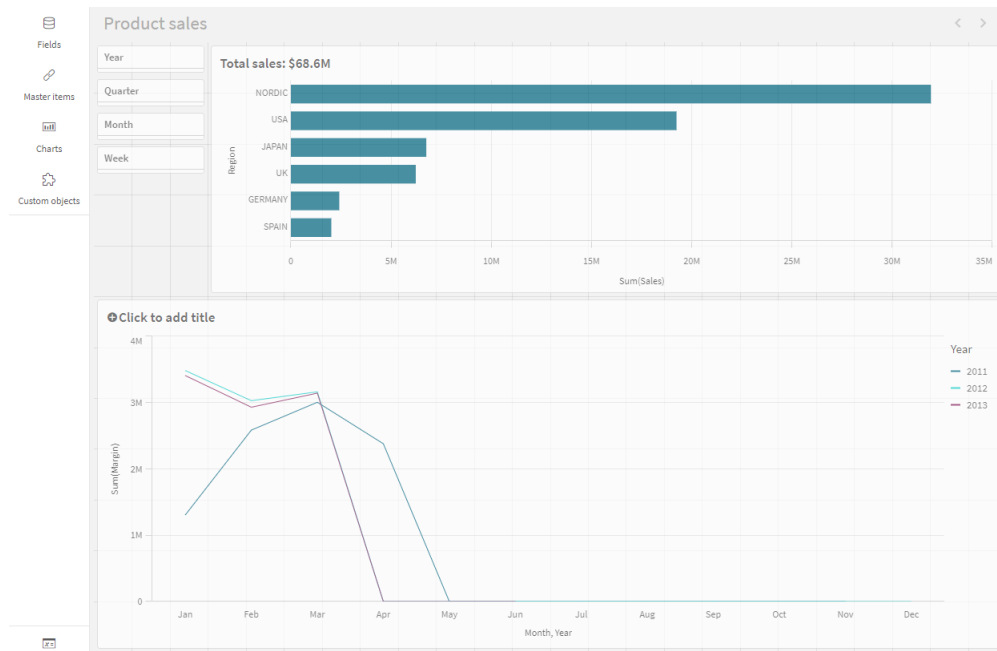 Product sales
Fields
Master items
Charts
Custom objects
Year
Quarter
Month
Week
Total sales: $68.6M
Region
NORDIC
USA
JAPAN
UK
GERMANY
SPAIN
0 5M 10M 15M 20M 25M 30M 35M
Sum(Sales)
Click to add title
Sum(Margin)
4M
3M
2M
1M
0
Jan Feb Mar Apr May Jun Jul Aug Sep Oct Nov Dec
Month, Year
Year
2011
2012
2013